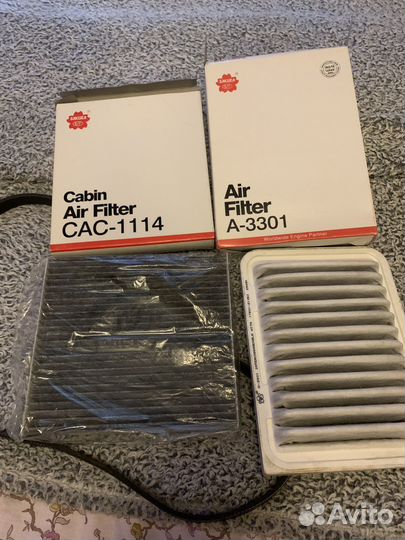 SAKURA
Cabin
Air Filter
CAC-1114
SAKURA
Air
Filter
A-3301
Worldwide Engine Partner
Avito